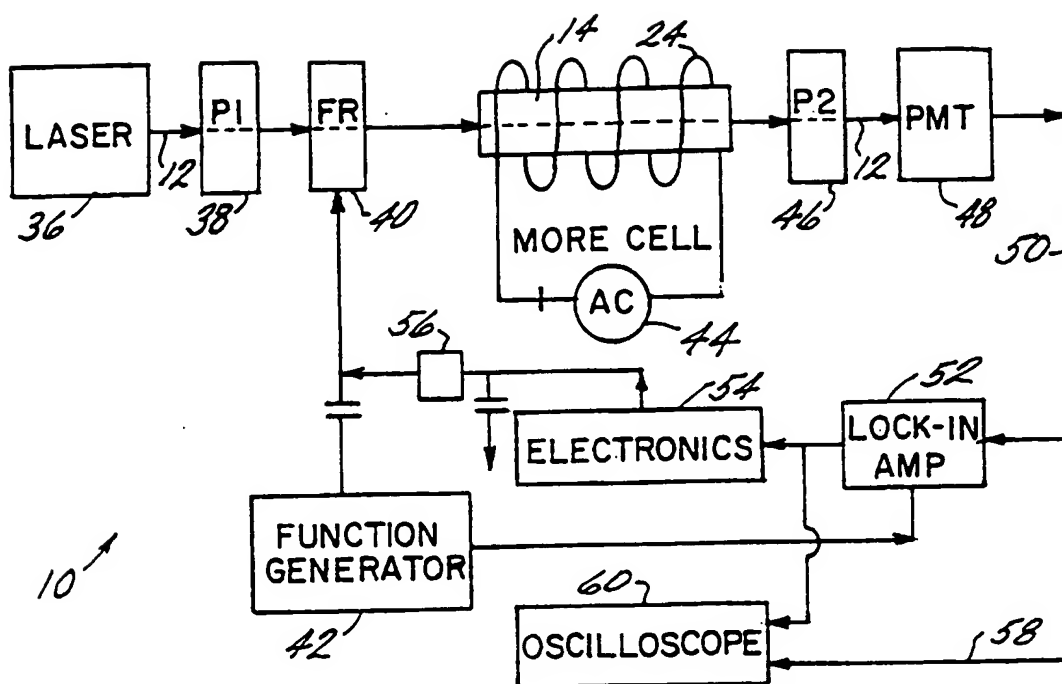 14
24
LASER
P1
FR
P2
PMT
12
12
36
38
40
46
48
MORE CELL
50
AC
44
56
54
52
ELECTRONICS
LOCK-IN
AMP
FUNCTION
GENERATOR
10
42
60
OSCILLOSCOPE
58